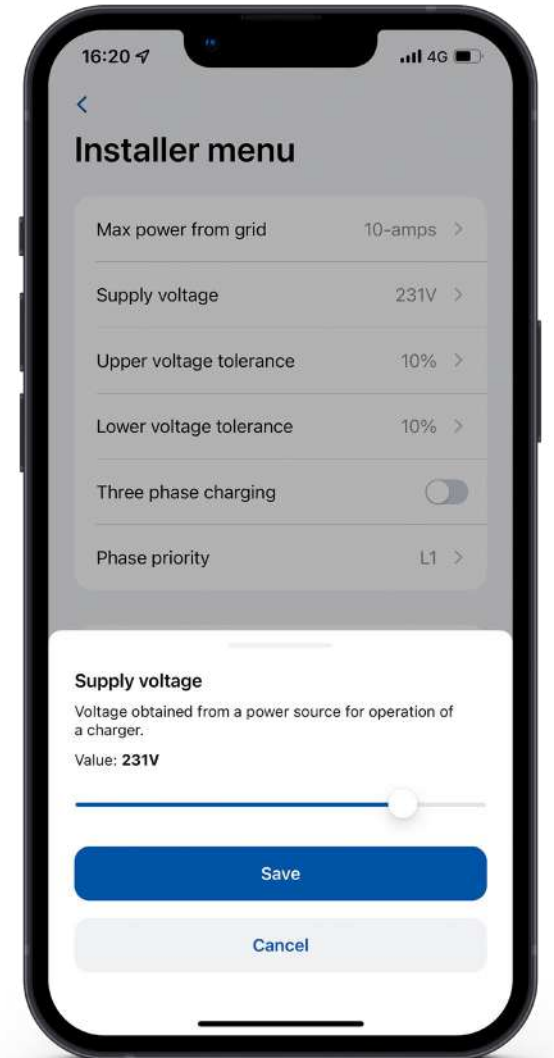 16:20
4G
Installer menu
Max power from grid 10-amps
Supply voltage 231V
Upper voltage tolerance 10%
Lower voltage tolerance 10%
Three phase charging
Phase priority L1
Supply voltage
Voltage obtained from a power source for operation of
a charger.
Value: 231V
Save
Cancel